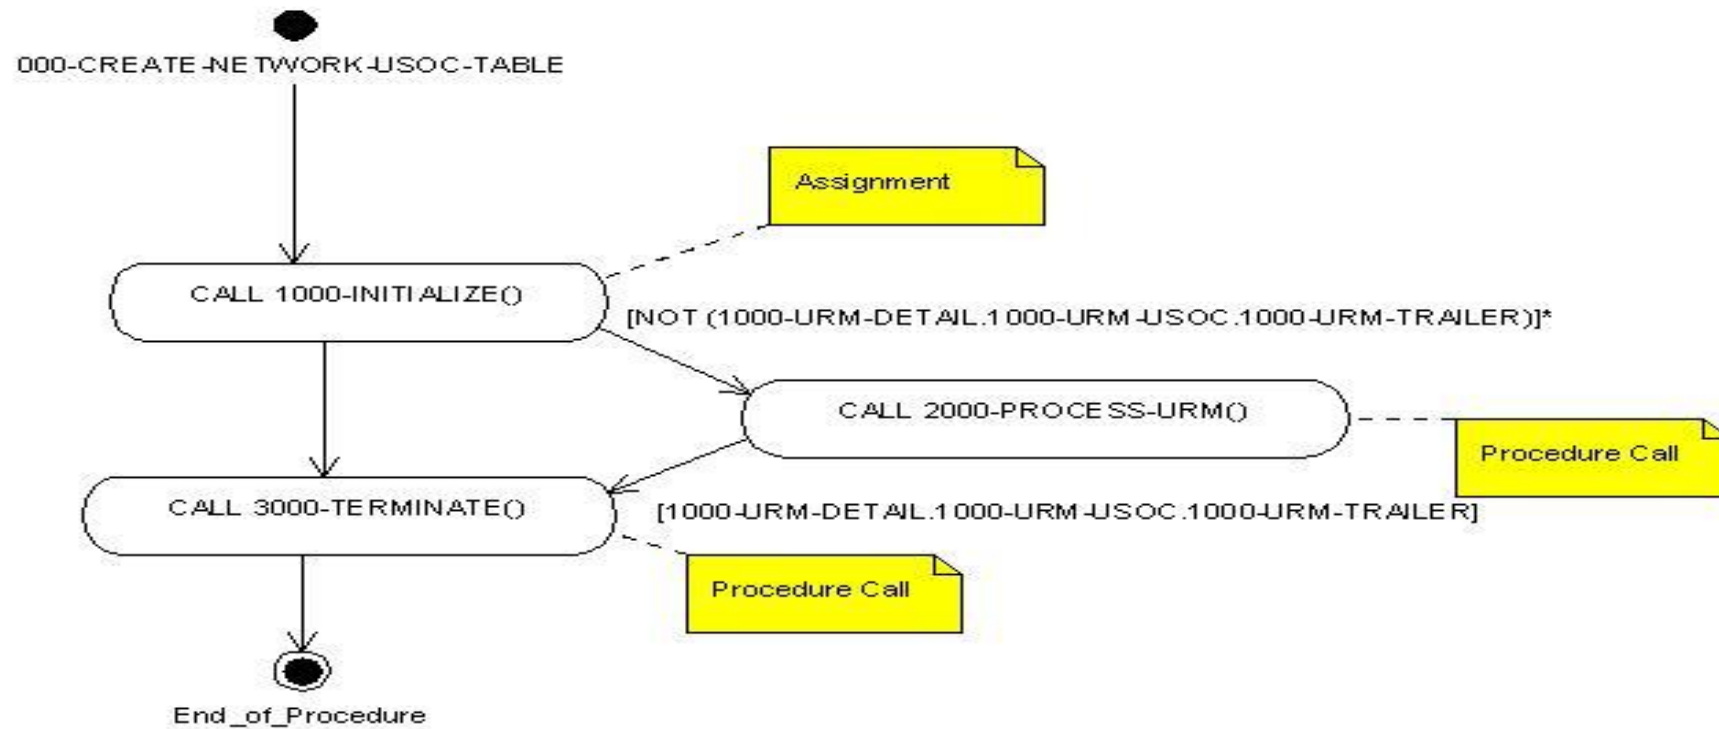 000-CREATE-NETWORK-USOC-TABLE
Assignment
CALL 1000-INITIALIZE()
[NOT (1000-URM-DETAIL.1000-URM-USOC.1000-URM-TRAILER)]*
CALL 2000-PROCESS-URM()
Procedure Call
CALL 3000-TERMINATE()
[1000-URM-DETAIL.1000-URM-USOC.1000-URM-TRAILER]
Procedure Call
End_of_Procedure